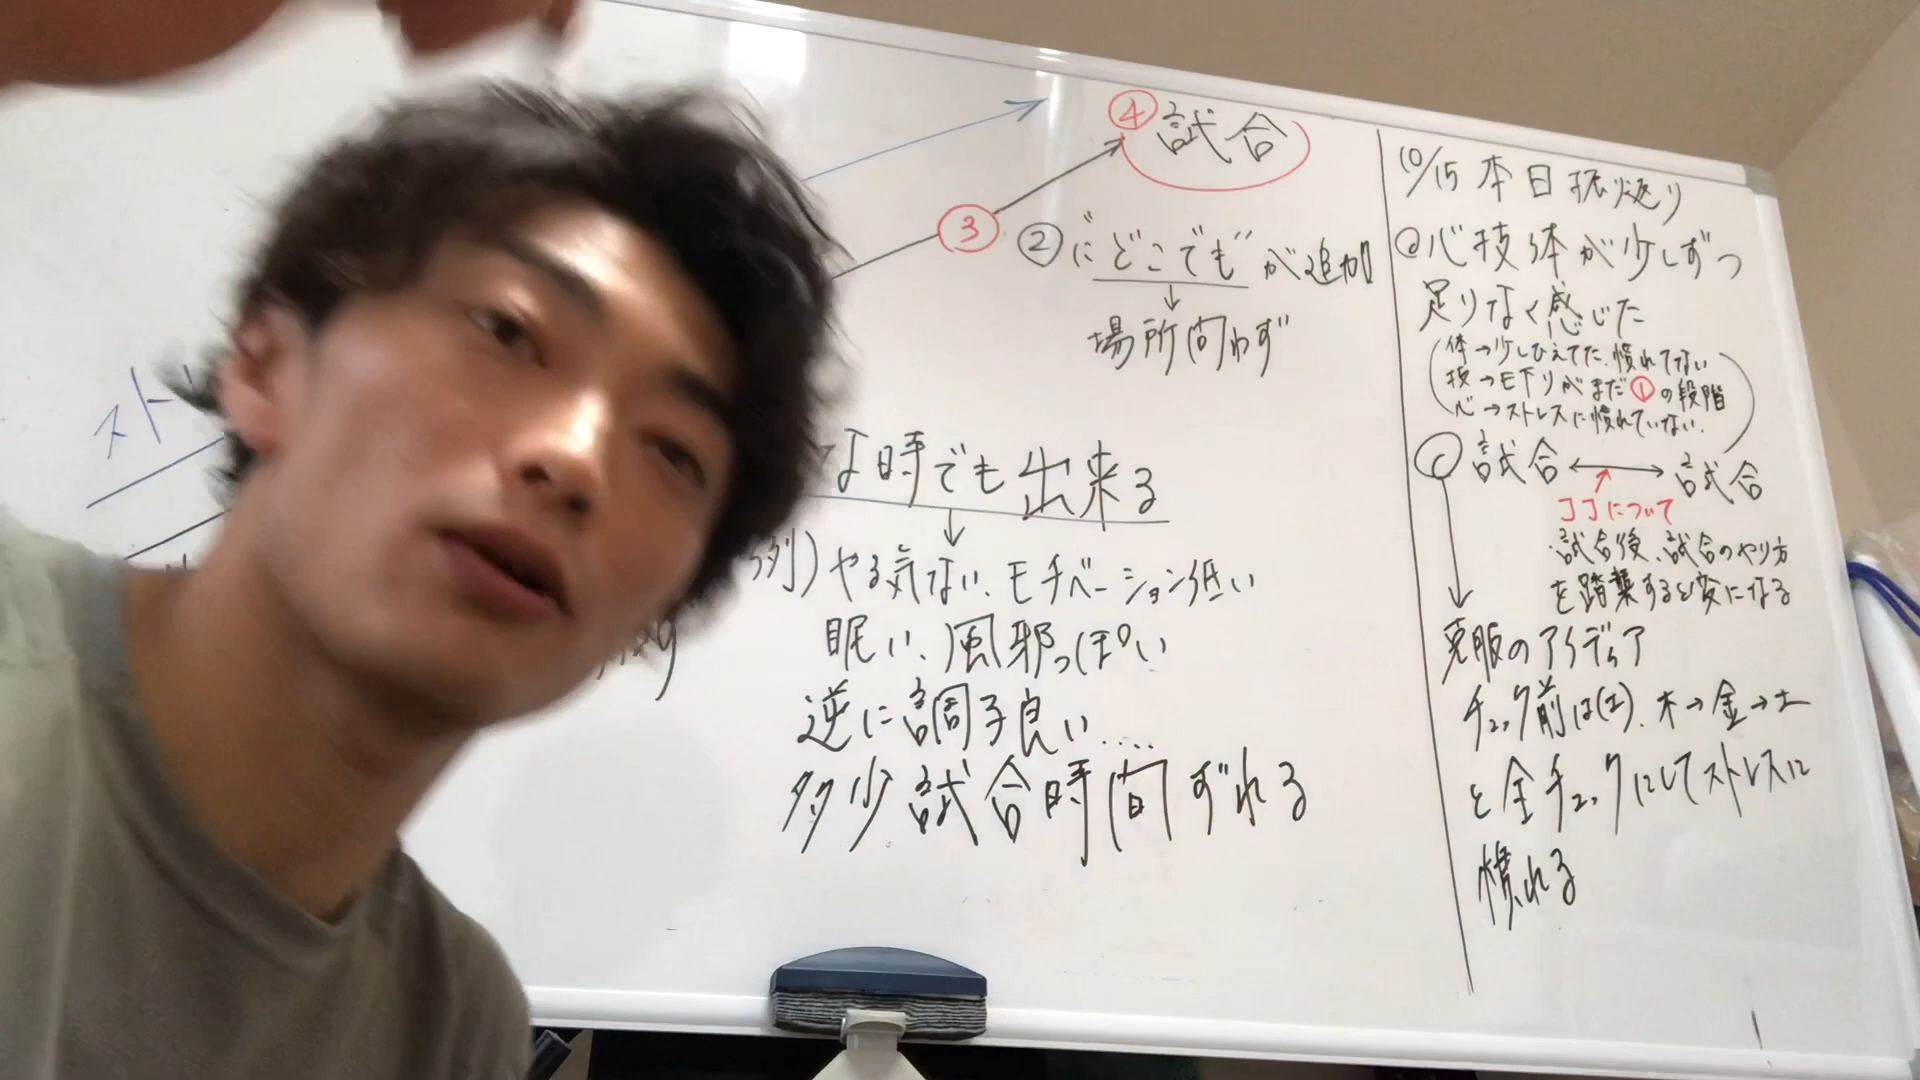 ④試合
③
②にどこでもが追加
場所問わず
スト
な時でも出来る
例)やる気ない、モチベーション低い
眠い、風邪っぽい
逆に調子良い....
多少試合時間ずれる
10/15 本日振り返り
心技体が少しずつ
足りなく感じた
体→少しひえてた、慣れてない
技→モドリがまだ①の段階
心→ストレスに慣れていない.
試合↔試合
ココについて
試合後、試合のやり方
を踏襲すると変になる
克服のアイディア
チェック前は(土).木→金→土
と全チェックにしてストレスに
慣れる